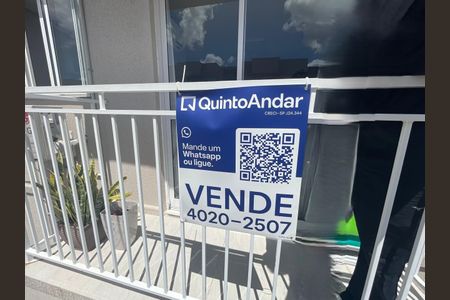 QuintoAndar
CRECI-SP J24.344
Mande um
Whatsapp
ou ligue.
VENDE
4020-2507